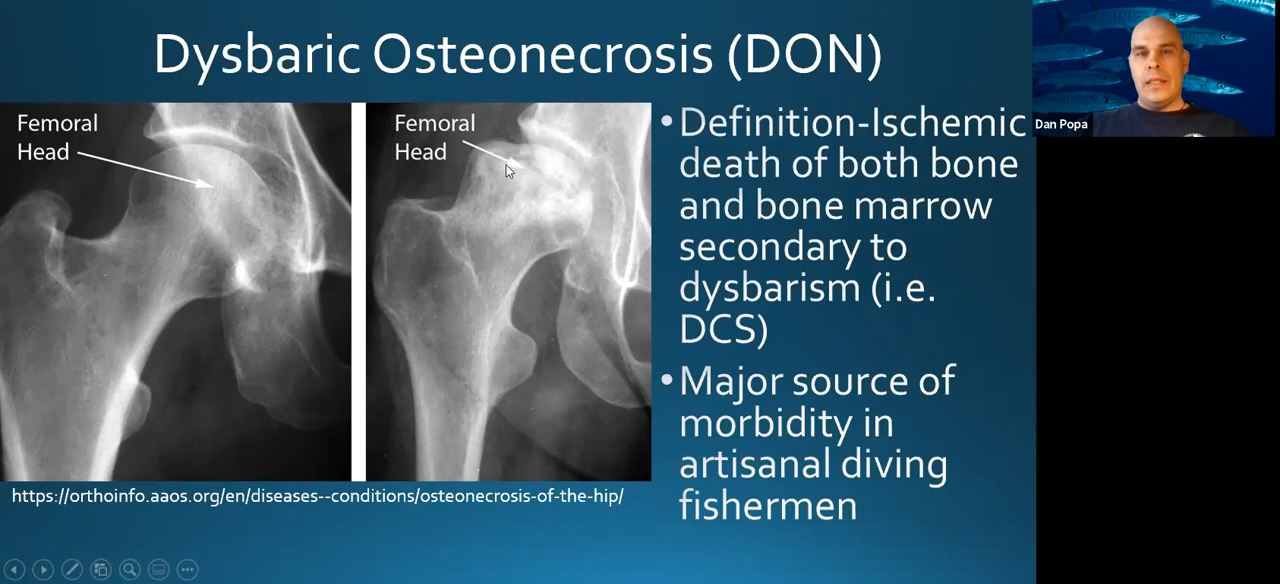 Dysbaric Osteonecrosis (DON)
Femoral
Head
Femoral
Head
https://orthoinfo.aaos.org/en/diseases--conditions/osteonecrosis-of-the-hip/
•Definition-Ischemic
death of both bone
and bone marrow
secondary to
dysbarism (i.e.
DCS)
•Major source of
morbidity in
artisanal diving
fishermen
Dan Popa